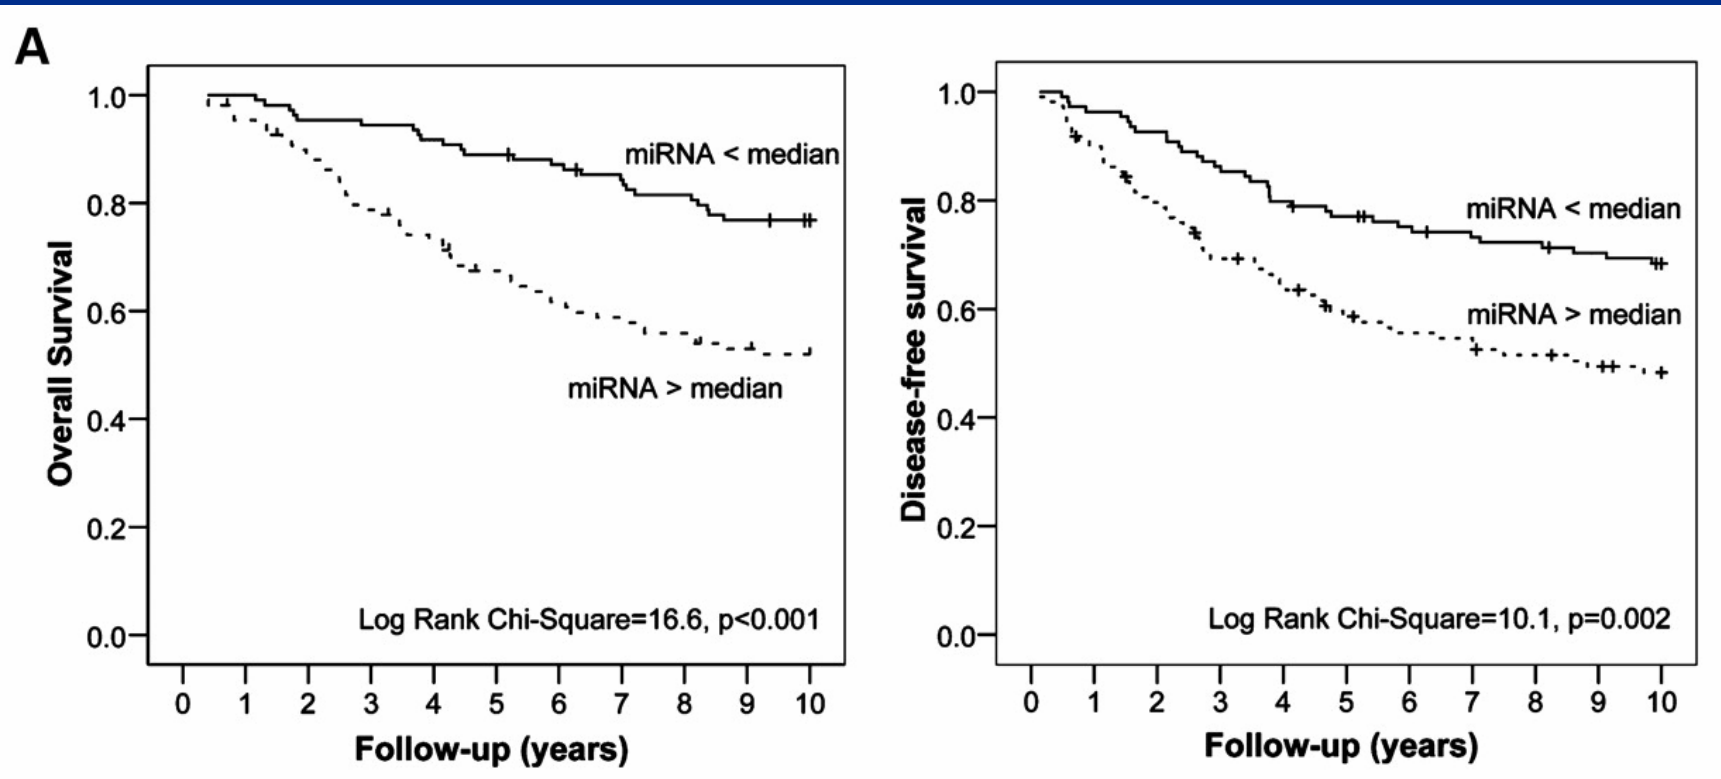 A
Overall Survival
1.0
0.8
0.6
0.4
0.2
0.0
miRNA < median
miRNA > median
Log Rank Chi-Square=16.6, p<0.001
0 1 2 3 4 5 6 7 8 9 10
Follow-up (years)
Disease-free survival
1.0
0.8
0.6
0.4
0.2
0.0
miRNA < median
miRNA > median
Log Rank Chi-Square=10.1, p=0.002
0 1 2 3 4 5 6 7 8 9 10
Follow-up (years)